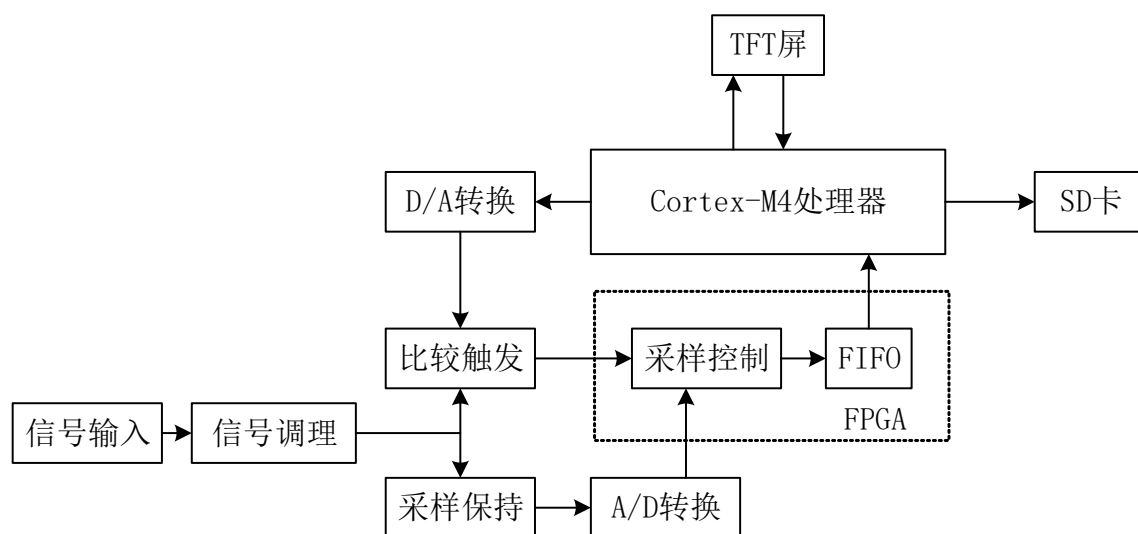 TFT屏
D/A转换
Cortex-M4处理器
SD卡
比较触发
采样控制
FIFO
FPGA
信号输入
信号调理
采样保持
A/D转换